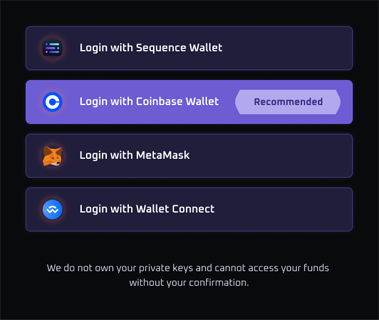 Login with Sequence Wallet
Login with Coinbase Wallet Recommended
Login with MetaMask
Login with Wallet Connect
We do not own your private keys and cannot access your funds
without your confirmation.